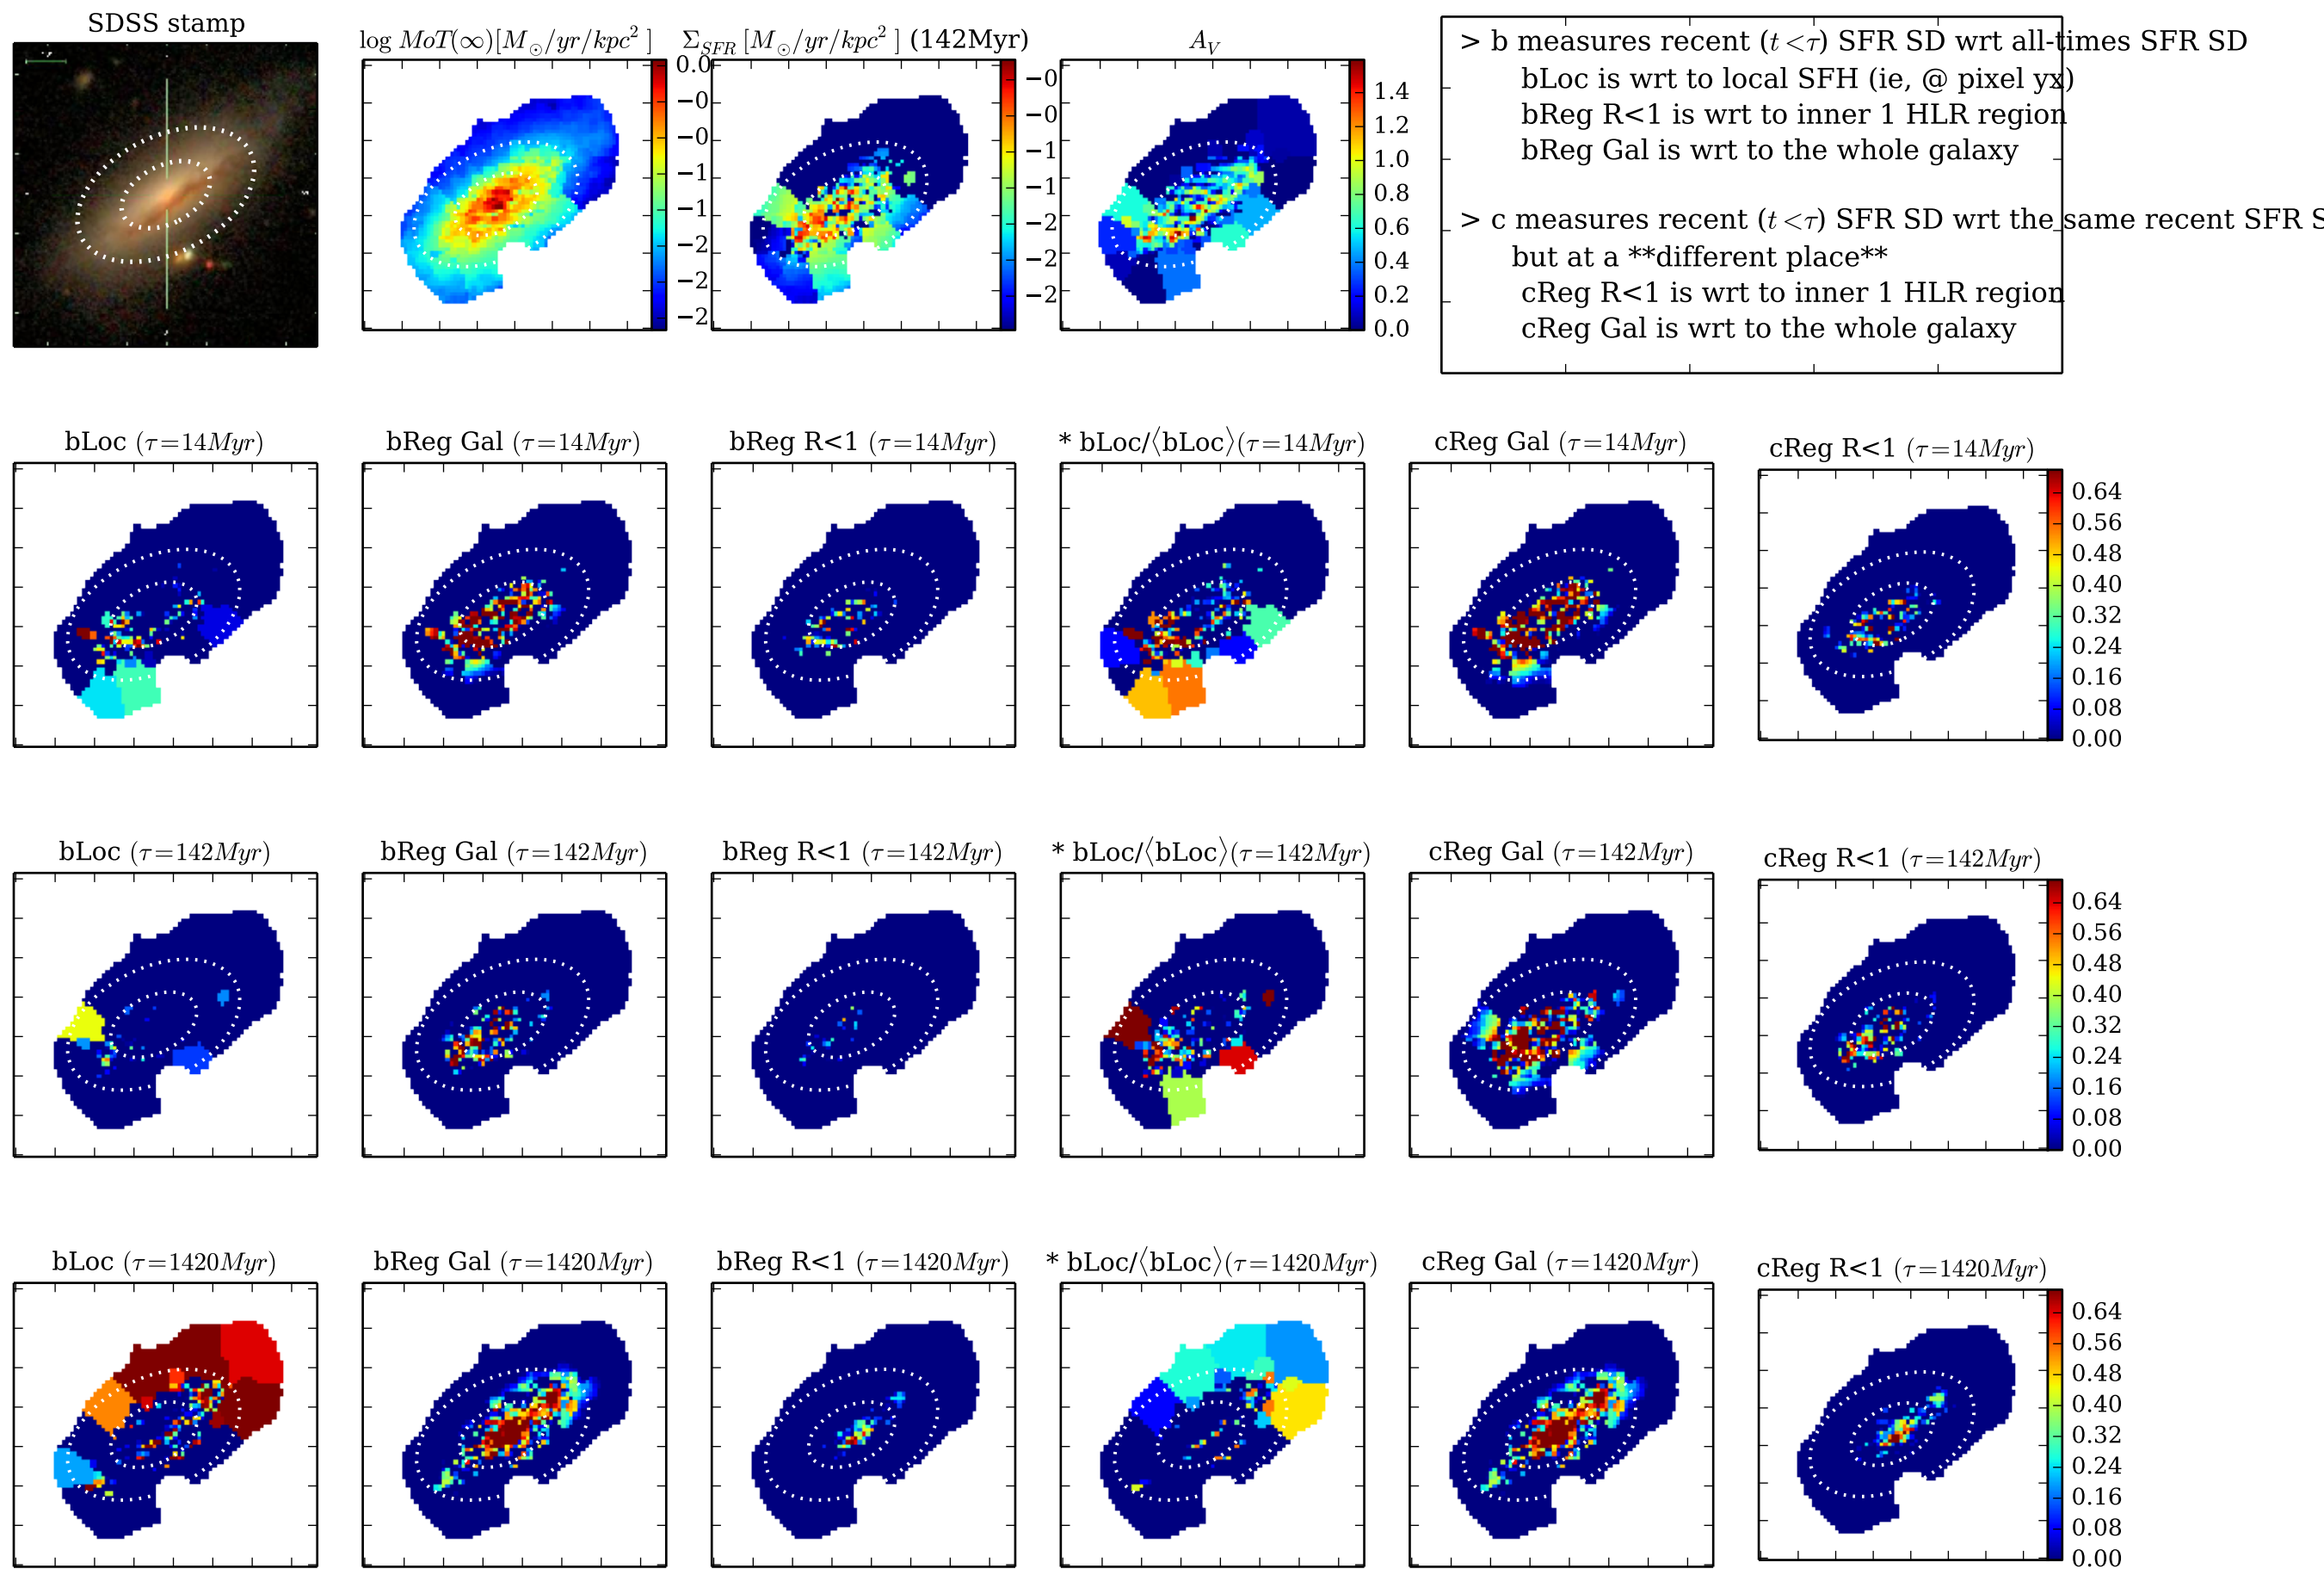 SDSS stamp
log MoT(∞)[M⊙/yr/kpc² ]
Σ_SFR [M⊙/yr/kpc² ] (142Myr)
A_V
0.0
−0
−0
−1
−1
−2
−2
−2
−0
−0
−1
−1
−2
−2
−2
1.4
1.2
1.0
0.8
0.6
0.4
0.2
0.0
> b measures recent (t<τ) SFR SD wrt all-times SFR SD
bLoc is wrt to local SFH (ie, @ pixel yx)
bReg R<1 is wrt to inner 1 HLR region
bReg Gal is wrt to the whole galaxy
> c measures recent (t<τ) SFR SD wrt the same recent SFR S
but at a **different place**
cReg R<1 is wrt to inner 1 HLR region
cReg Gal is wrt to the whole galaxy
bLoc (τ=14Myr)
bReg Gal (τ=14Myr)
bReg R<1 (τ=14Myr)
* bLoc/⟨bLoc⟩(τ=14Myr)
cReg Gal (τ=14Myr)
cReg R<1 (τ=14Myr)
0.64
0.56
0.48
0.40
0.32
0.24
0.16
0.08
0.00
bLoc (τ=142Myr)
bReg Gal (τ=142Myr)
bReg R<1 (τ=142Myr)
* bLoc/⟨bLoc⟩(τ=142Myr)
cReg Gal (τ=142Myr)
cReg R<1 (τ=142Myr)
0.64
0.56
0.48
0.40
0.32
0.24
0.16
0.08
0.00
bLoc (τ=1420Myr)
bReg Gal (τ=1420Myr)
bReg R<1 (τ=1420Myr)
* bLoc/⟨bLoc⟩(τ=1420Myr)
cReg Gal (τ=1420Myr)
cReg R<1 (τ=1420Myr)
0.64
0.56
0.48
0.40
0.32
0.24
0.16
0.08
0.00